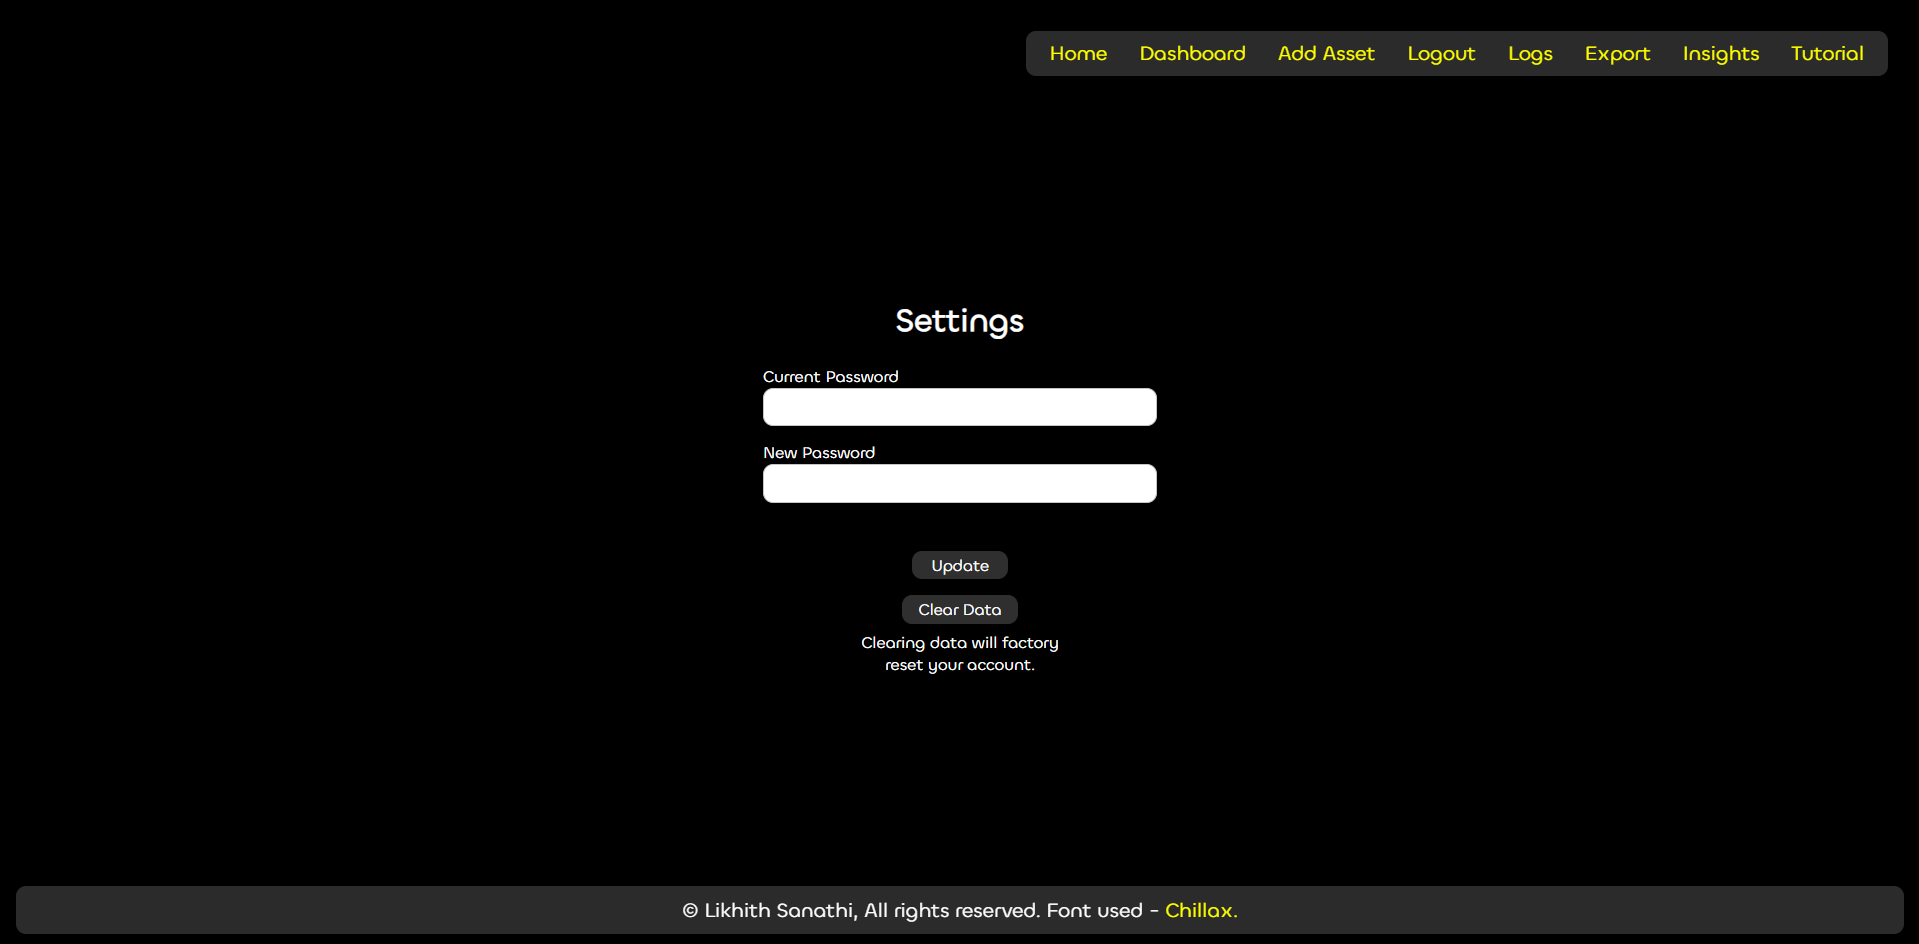 Home Dashboard Add Asset Logout Logs Export Insights Tutorial
Settings
Current Password
New Password
Update
Clear Data
Clearing data will factory
reset your account.
© Likhith Sanathi, All rights reserved. Font used - Chillax.